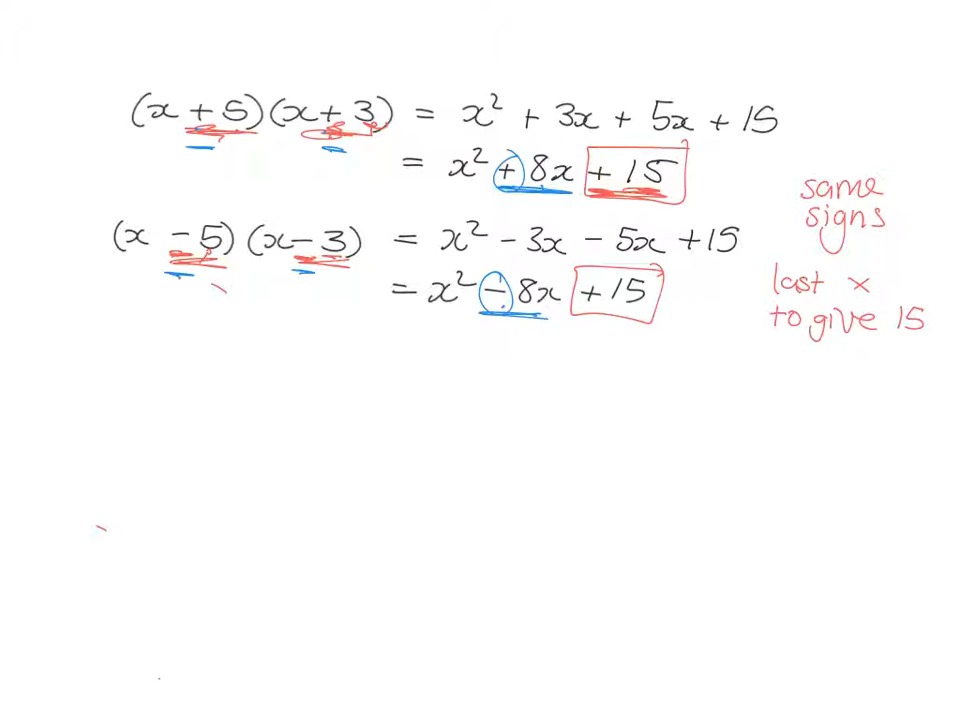 (x + 5)(x + 3) = x² + 3x + 5x + 15
= x² + 8x + 15
(x - 5)(x - 3) = x² - 3x - 5x + 15
= x² - 8x + 15
same
signs
last x
to give 15